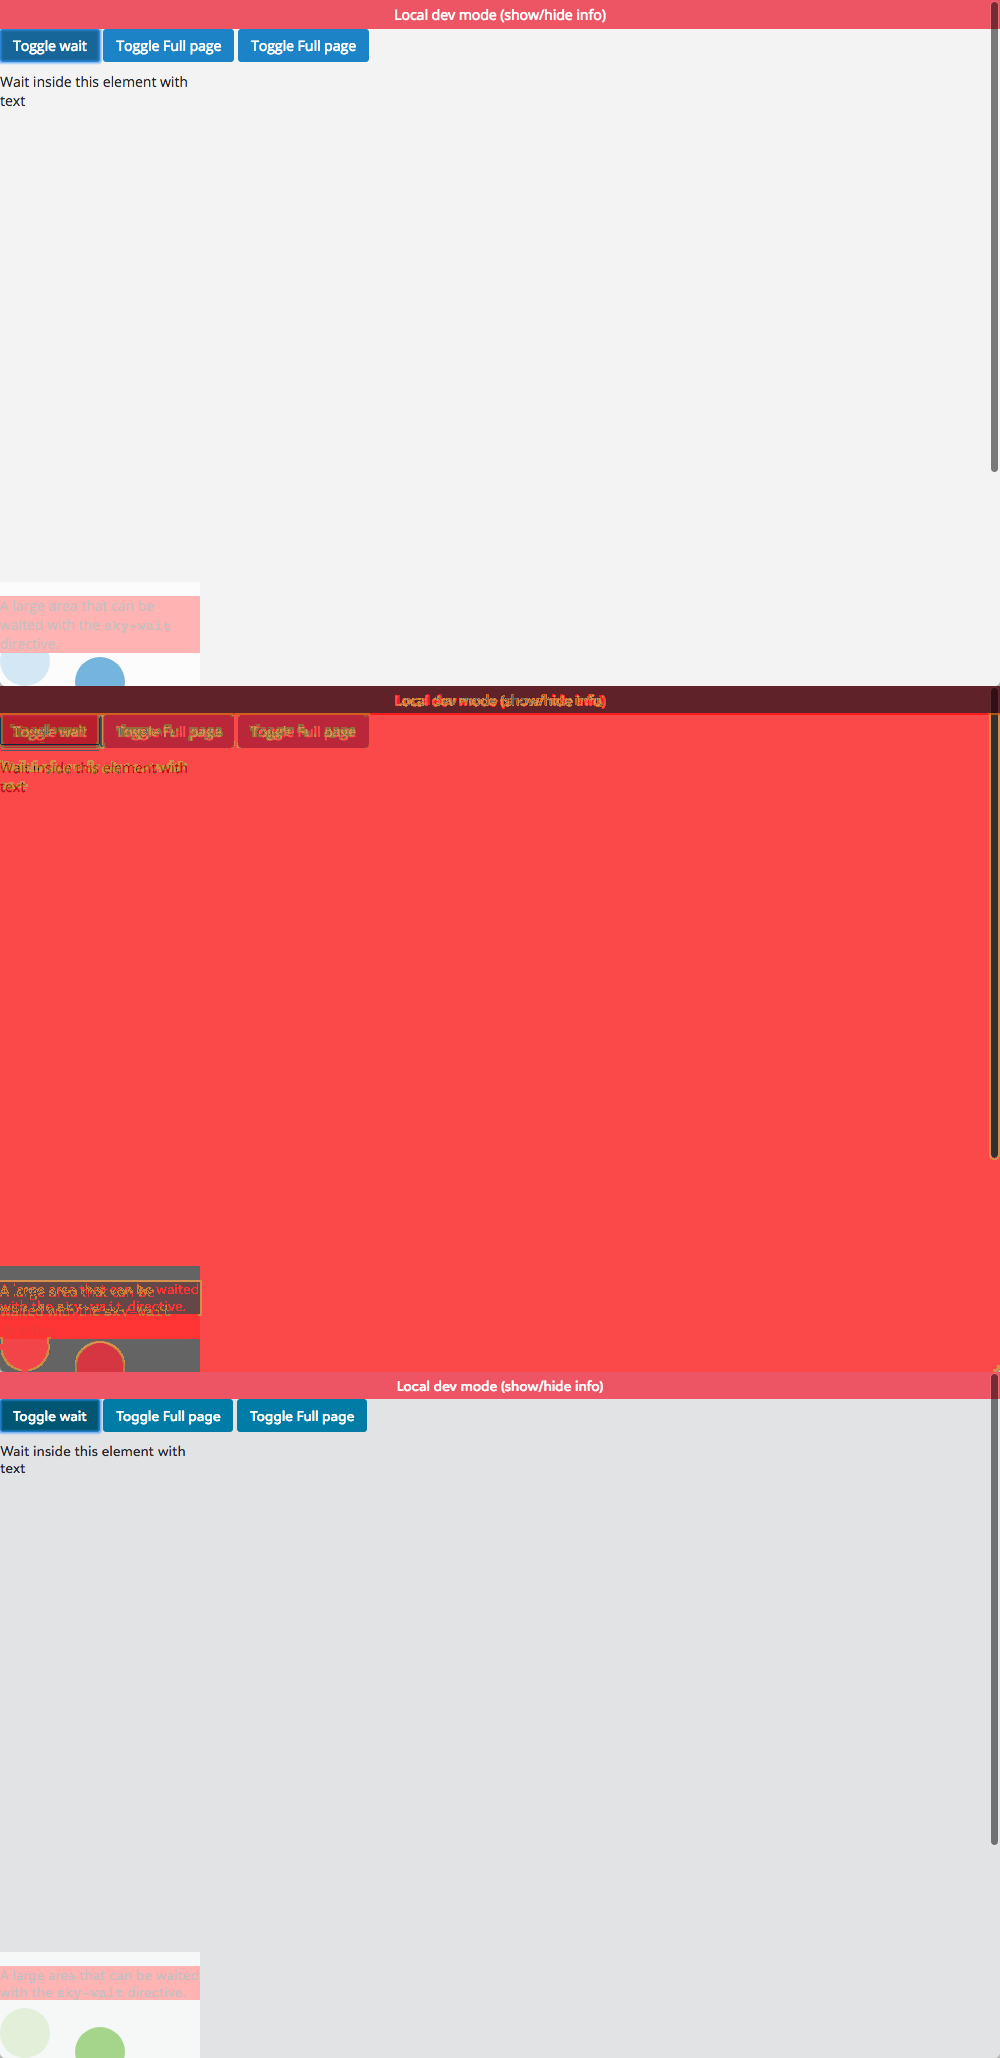 Local dev mode (show/hide info)
Toggle wait Toggle Full page Toggle Full page
Wait inside this element with
text
A large area that can be
waited with the sky-wait
directive.
Local dev mode (show/hide info)
Toggle wait Toggle Full page Toggle Full page
Wait inside this element with
text
A large area that can be waited
with the sky-wait directive.
Local dev mode (show/hide info)
Toggle wait Toggle Full page Toggle Full page
Wait inside this element with
text
A large area that can be waited
with the sky-wait directive.